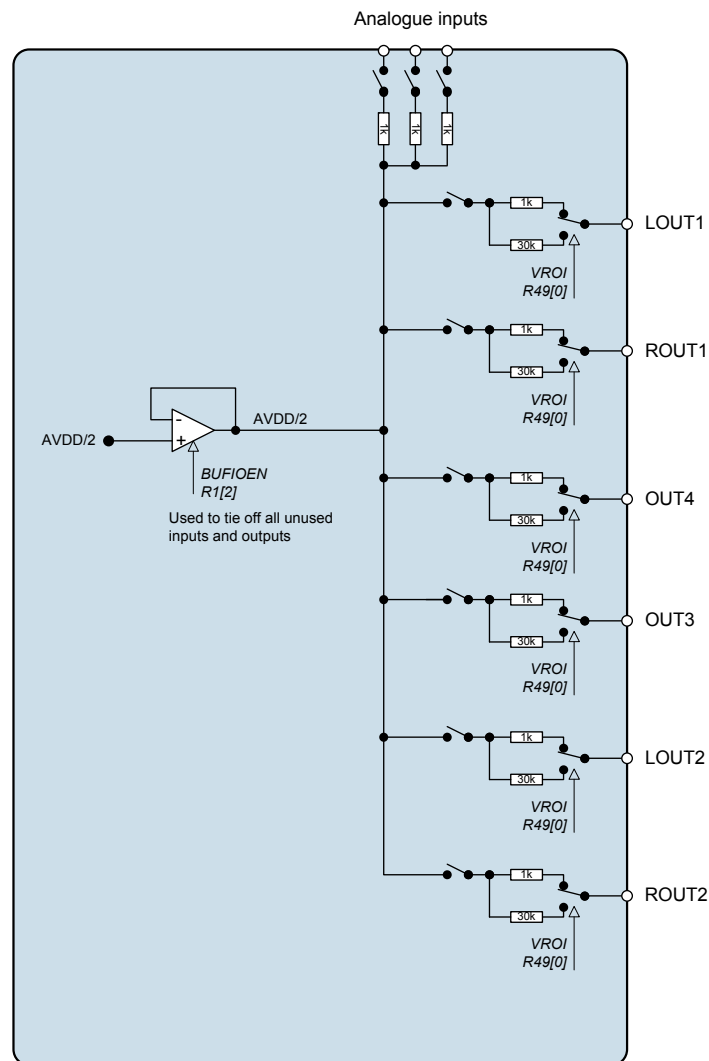 Analogue inputs
1k 1k 1k
1k
LOUT1
30k
VROI
R49[0]
1k
ROUT1
30k
VROI
R49[0]
AVDD/2
-
+
AVDD/2
BUFIOEN
R1[2]
Used to tie off all unused
inputs and outputs
1k
OUT4
30k
VROI
R49[0]
1k
OUT3
30k
VROI
R49[0]
1k
LOUT2
30k
VROI
R49[0]
1k
ROUT2
30k
VROI
R49[0]